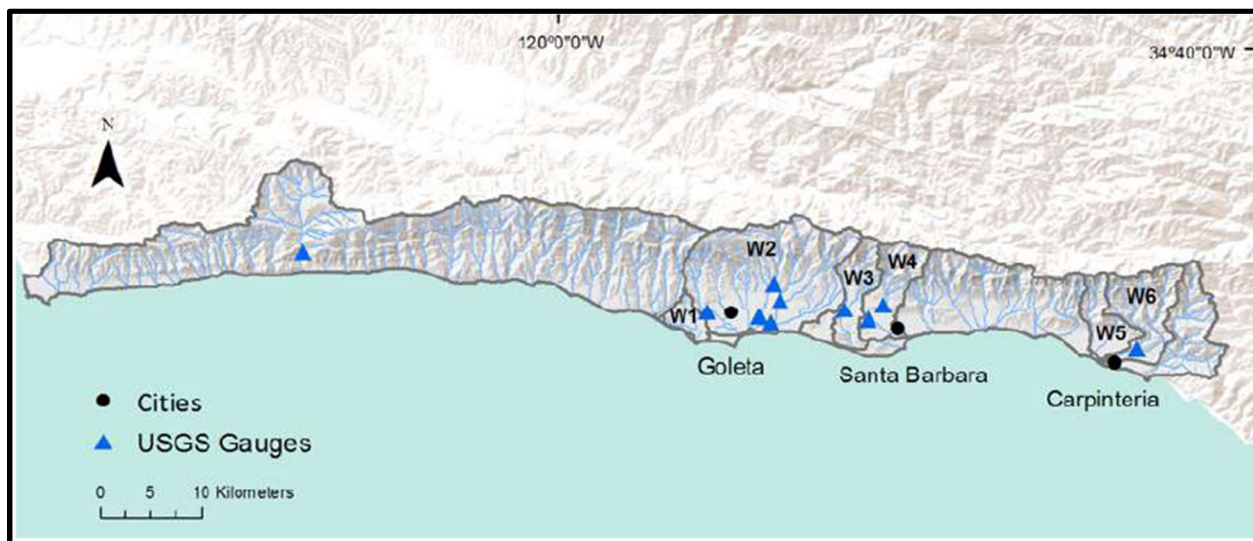 120°0'0"W
34°40'0"W
N
W2
W3
W4
W6
W1
W5
Goleta
Santa Barbara
Carpinteria
Cities
USGS Gauges
0 5 10 Kilometers